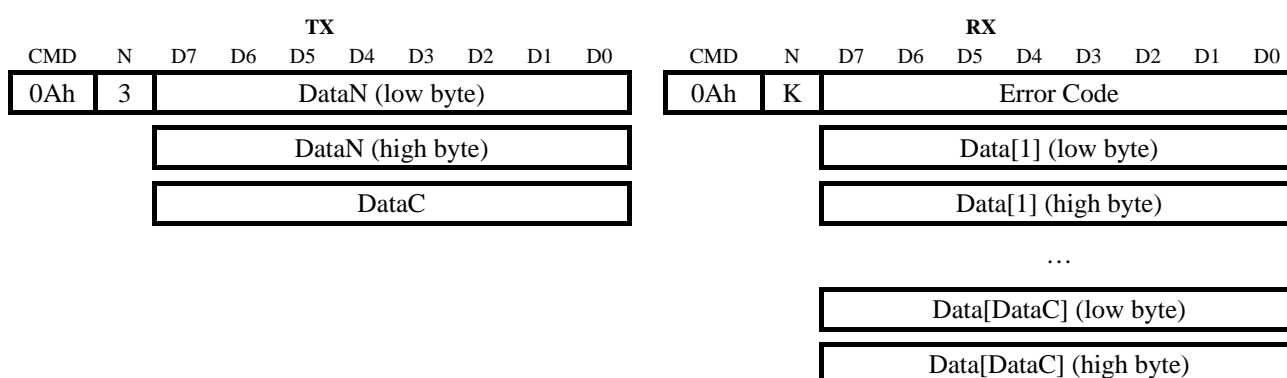 TX RX
CMD N D7 D6 D5 D4 D3 D2 D1 D0 CMD N D7 D6 D5 D4 D3 D2 D1 D0
0Ah 3 DataN (low byte) 0Ah K Error Code
DataN (high byte) Data[1] (low byte)
DataC Data[1] (high byte)
…
Data[DataC] (low byte)
Data[DataC] (high byte)